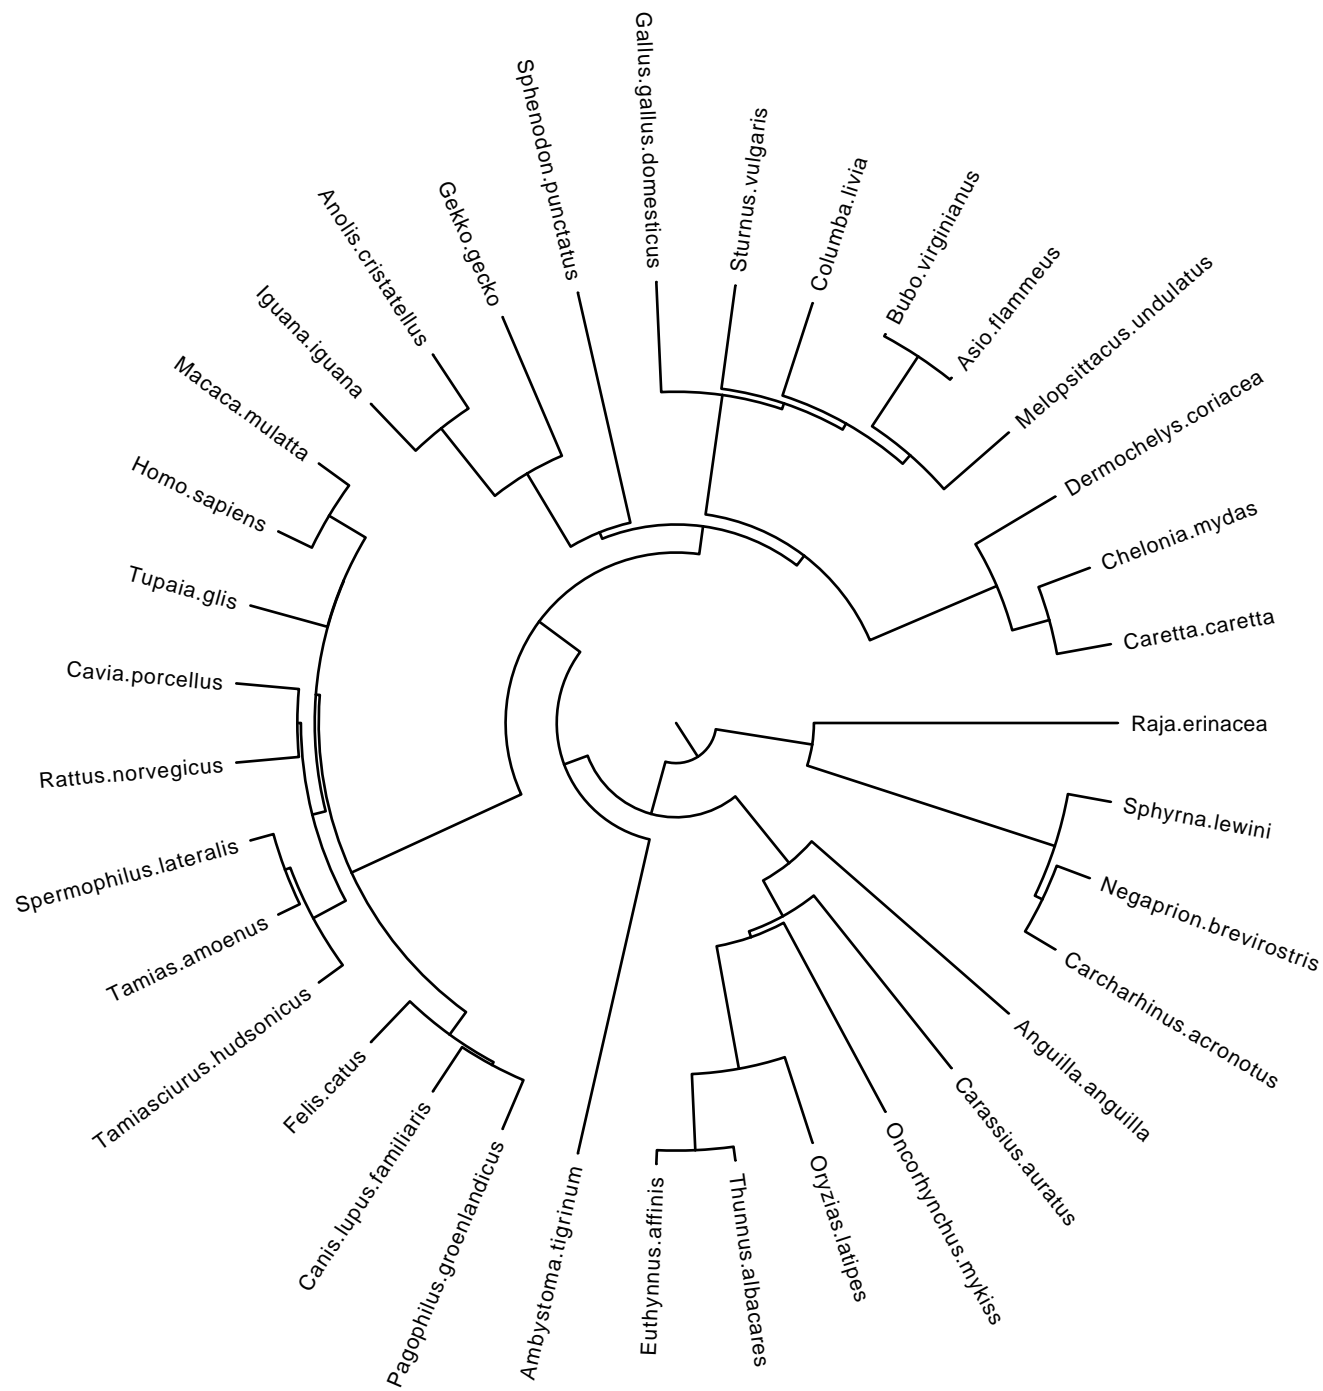 Gallus.gallus.domesticus
Sturnus.vulgaris
Columba.livia
Bubo.virginianus
Asio.flammeus
Melopsittacus.undulatus
Dermochelys.coriacea
Chelonia.mydas
Caretta.caretta
Raja.erinacea
Sphyrna.lewini
Negaprion.brevirostris
Carcharhinus.acronotus
Anguilla.anguilla
Carassius.auratus
Oncorhynchus.mykiss
Oryzias.latipes
Thunnus.albacares
Euthynnus.affinis
Ambystoma.tigrinum
Pagophilus.groenlandicus
Canis.lupus.familiaris
Felis.catus
Tamiasciurus.hudsonicus
Tamias.amoenus
Spermophilus.lateralis
Rattus.norvegicus
Cavia.porcellus
Tupaia.glis
Homo.sapiens
Macaca.mulatta
Iguana.iguana
Anolis.cristatellus
Gekko.gecko
Sphenodon.punctatus